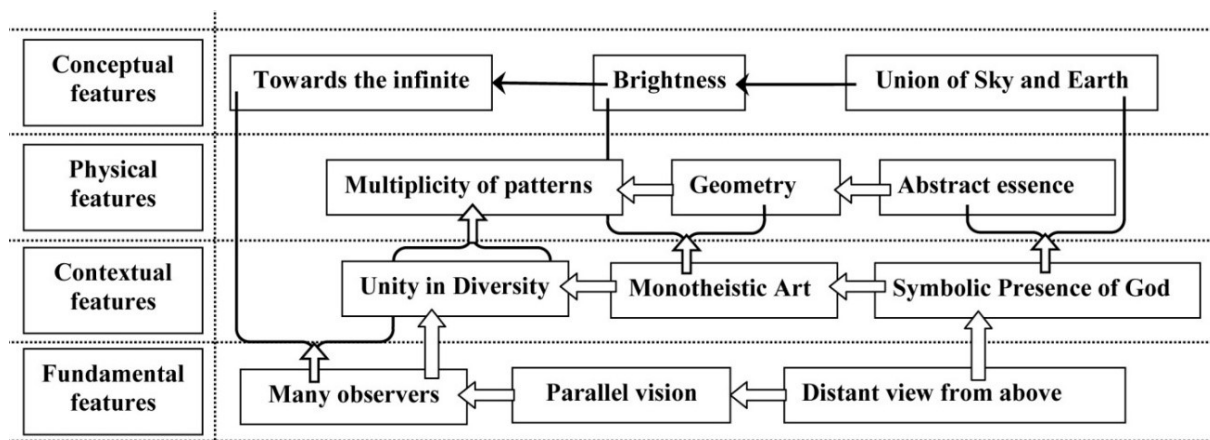 Conceptual
features
Towards the infinite
Brightness
Union of Sky and Earth
Physical
features
Multiplicity of patterns
Geometry
Abstract essence
Contextual
features
Unity in Diversity
Monotheistic Art
Symbolic Presence of God
Fundamental
features
Many observers
Parallel vision
Distant view from above